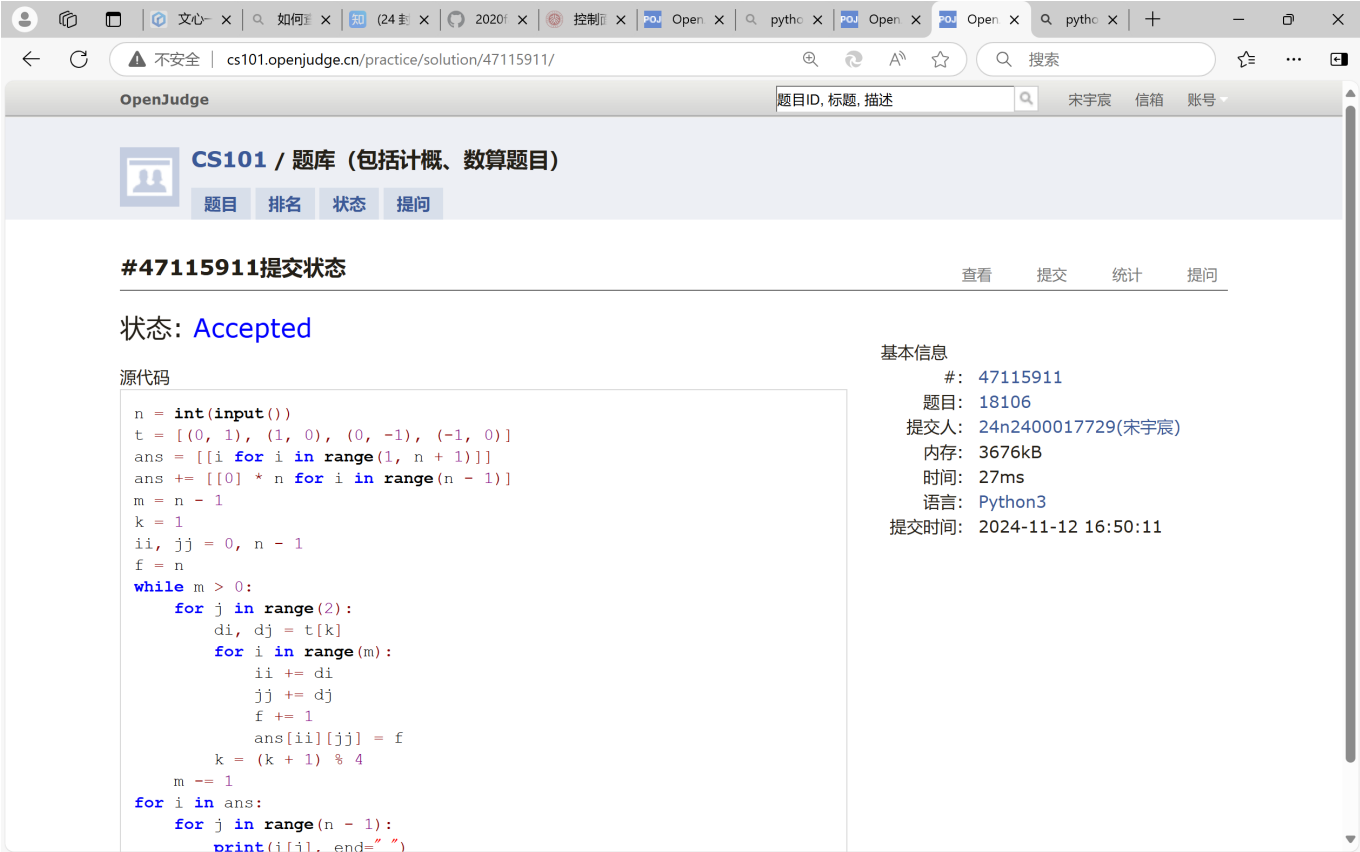 文心一 如何在 (24 封 2020f 控制面 Open. pytho Open. Open pytho
不安全 cs101.openjudge.cn/practice/solution/47115911/ 搜索
OpenJudge 题目ID, 标题, 描述 宋宇宸 信箱 账号
CS101 / 题库（包括计概、数算题目）
题目 排名 状态 提问
#47115911提交状态 查看 提交 统计 提问
状态: Accepted
源代码
n = int(input())
t = [(0, 1), (1, 0), (0, -1), (-1, 0)]
ans = [[i for i in range(1, n + 1)]]
ans += [[0] * n for i in range(n - 1)]
m = n - 1
k = 1
ii, jj = 0, n - 1
f = n
while m > 0:
    for j in range(2):
        di, dj = t[k]
        for i in range(m):
            ii += di
            jj += dj
            f += 1
            ans[ii][jj] = f
        k = (k + 1) % 4
    m -= 1
for i in ans:
    for j in range(n - 1):
        print(i[j], end=" ")
基本信息
#: 47115911
题目: 18106
提交人: 24n2400017729(宋宇宸)
内存: 3676kB
时间: 27ms
语言: Python3
提交时间: 2024-11-12 16:50:11